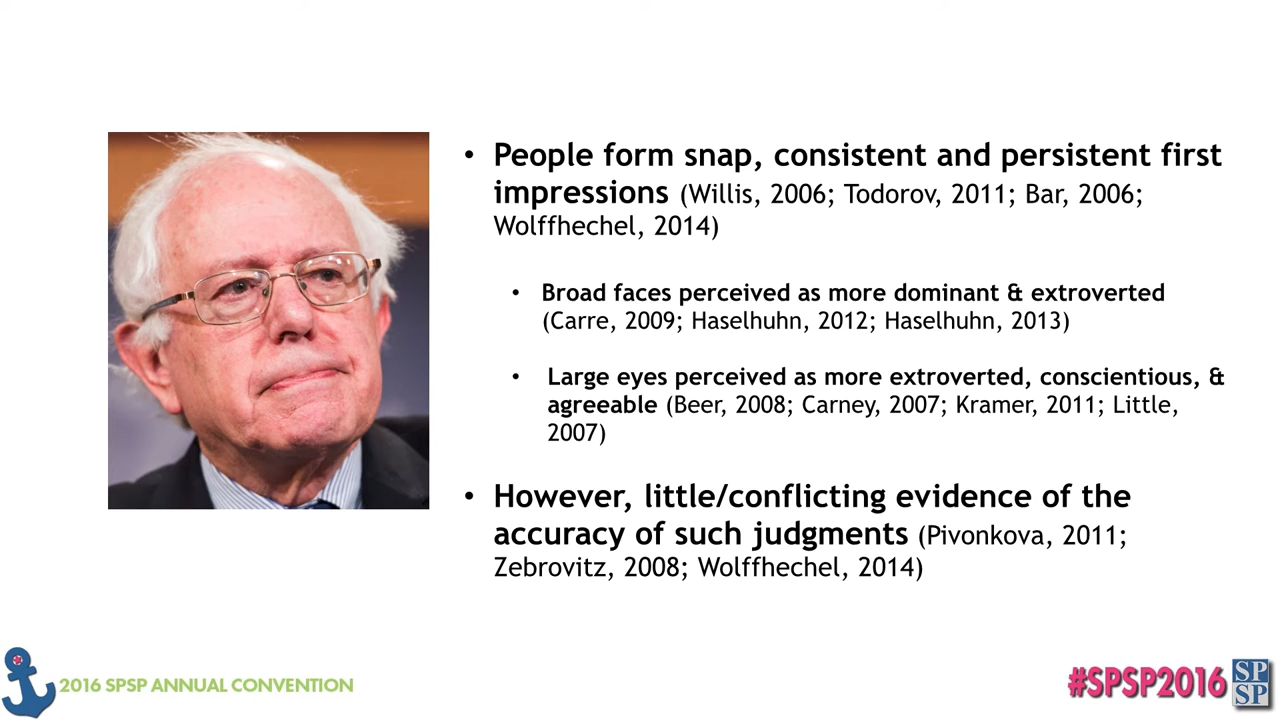 • People form snap, consistent and persistent first
impressions (Willis, 2006; Todorov, 2011; Bar, 2006;
Wolffhechel, 2014)
• Broad faces perceived as more dominant & extroverted
(Carre, 2009; Haselhuhn, 2012; Haselhuhn, 2013)
• Large eyes perceived as more extroverted, conscientious, &
agreeable (Beer, 2008; Carney, 2007; Kramer, 2011; Little,
2007)
• However, little/conflicting evidence of the
accuracy of such judgments (Pivonkova, 2011;
Zebrovitz, 2008; Wolffhechel, 2014)
2016 SPSP ANNUAL CONVENTION
#SPSP2016
SP
SP